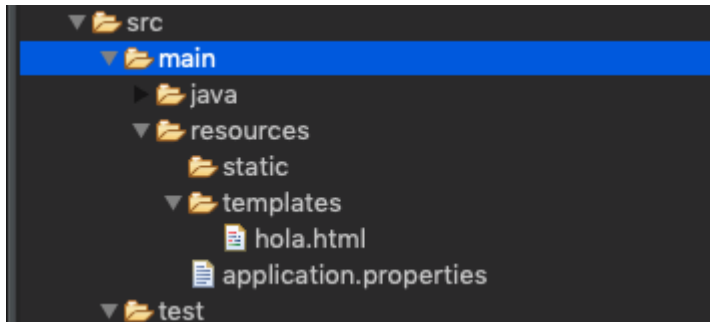 src
main
java
resources
static
templates
hola.html
application.properties
test